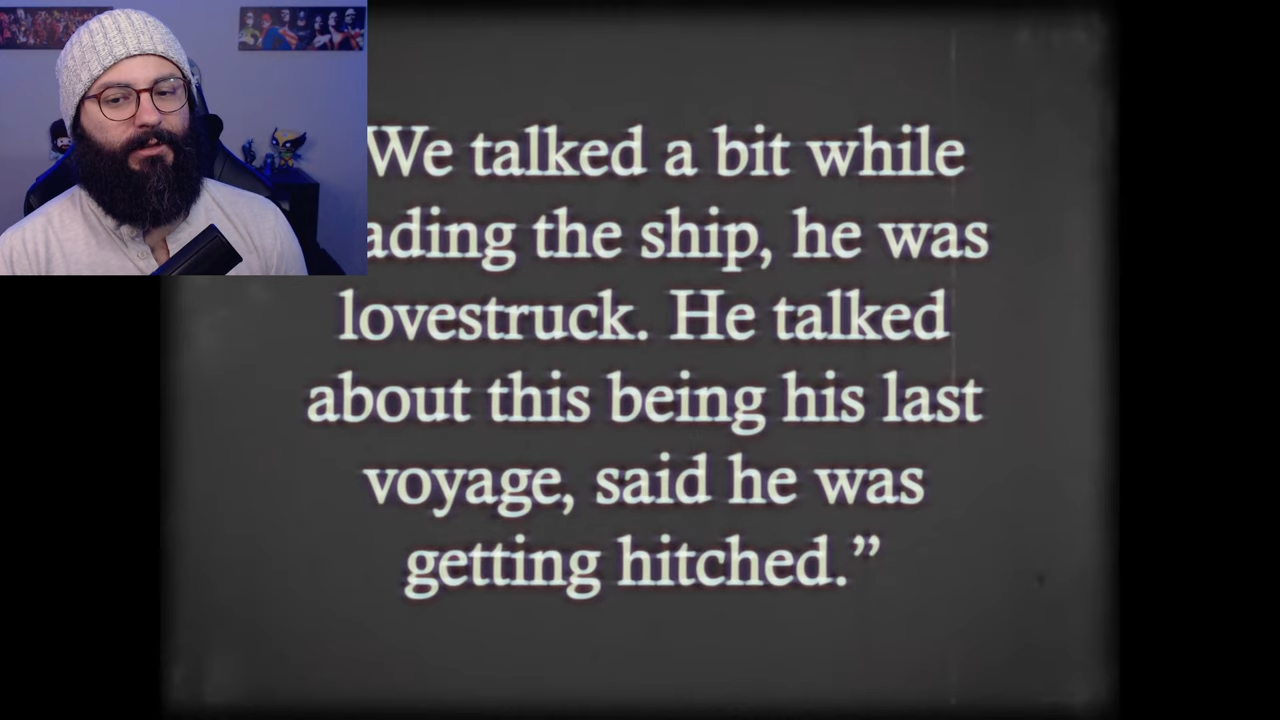 We talked a bit while
ading the ship, he was
lovestruck. He talked
about this being his last
voyage, said he was
getting hitched.”